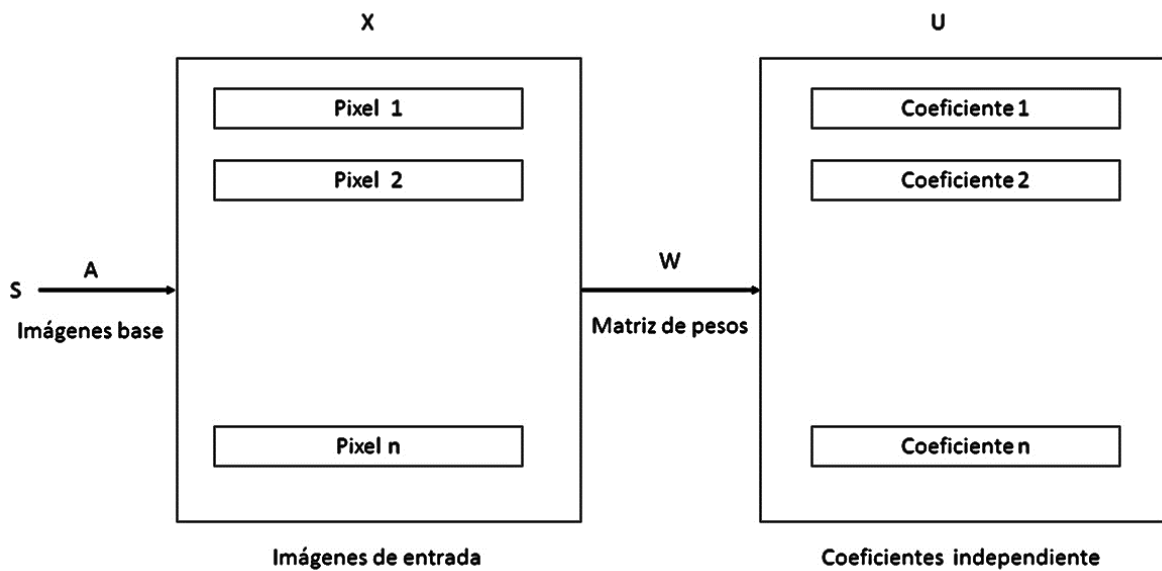 X
U
Pixel 1
Coeficiente 1
Pixel 2
Coeficiente 2
A
W
S
Imágenes base
Matriz de pesos
Pixel n
Coeficiente n
Imágenes de entrada
Coeficientes independiente